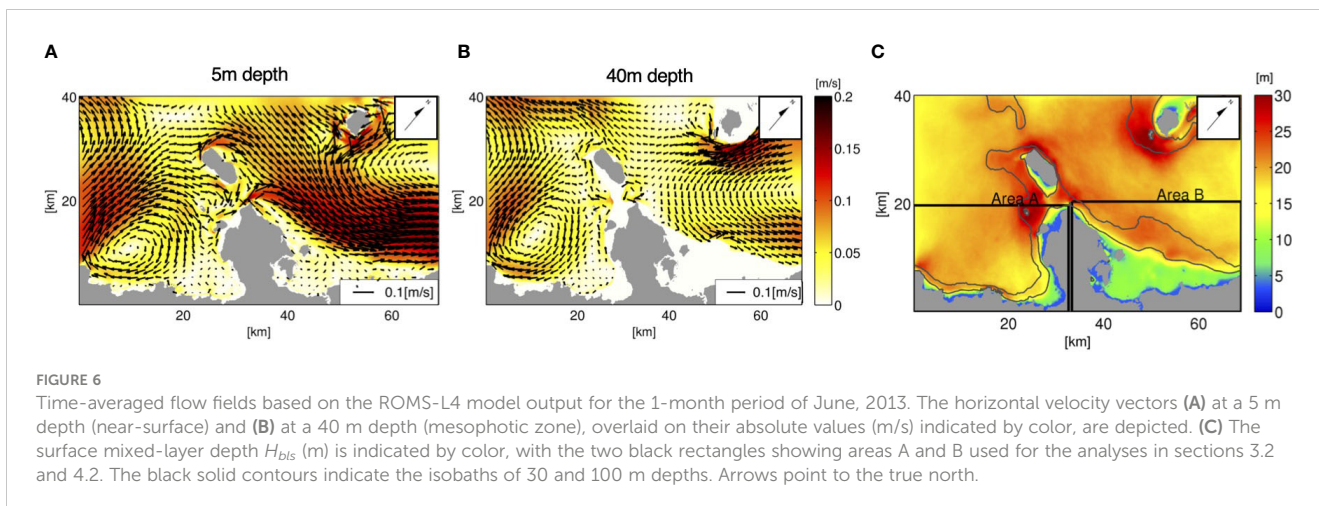 A
B
C
5m depth
40m depth
[m/s]
[m]
40
20
[km]
20
40
60
[km]
0.1[m/s]
N
40
20
[km]
20
40
60
[km]
0.1[m/s]
N
0.2
0.15
0.1
0.05
0
40
20
[km]
20
40
60
[km]
Area A
Area B
N
30
25
20
15
10
5
0
FIGURE 6
Time-averaged flow fields based on the ROMS-L4 model output for the 1-month period of June, 2013. The horizontal velocity vectors (A) at a 5 m
depth (near-surface) and (B) at a 40 m depth (mesophotic zone), overlaid on their absolute values (m/s) indicated by color, are depicted. (C) The
surface mixed-layer depth Hbls (m) is indicated by color, with the two black rectangles showing areas A and B used for the analyses in sections 3.2
and 4.2. The black solid contours indicate the isobaths of 30 and 100 m depths. Arrows point to the true north.